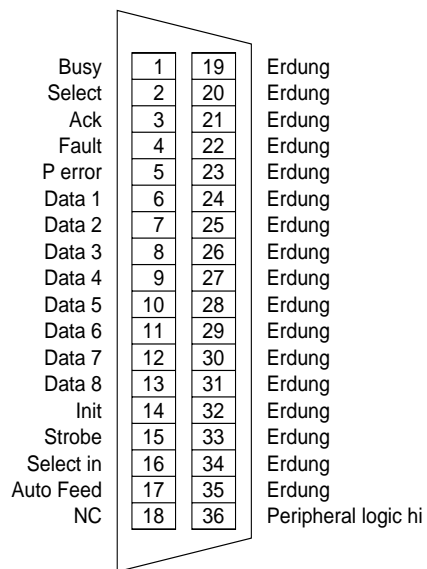 Busy 1 19 Erdung
Select 2 20 Erdung
Ack 3 21 Erdung
Fault 4 22 Erdung
P error 5 23 Erdung
Data 1 6 24 Erdung
Data 2 7 25 Erdung
Data 3 8 26 Erdung
Data 4 9 27 Erdung
Data 5 10 28 Erdung
Data 6 11 29 Erdung
Data 7 12 30 Erdung
Data 8 13 31 Erdung
Init 14 32 Erdung
Strobe 15 33 Erdung
Select in 16 34 Erdung
Auto Feed 17 35 Erdung
NC 18 36 Peripheral logic hi